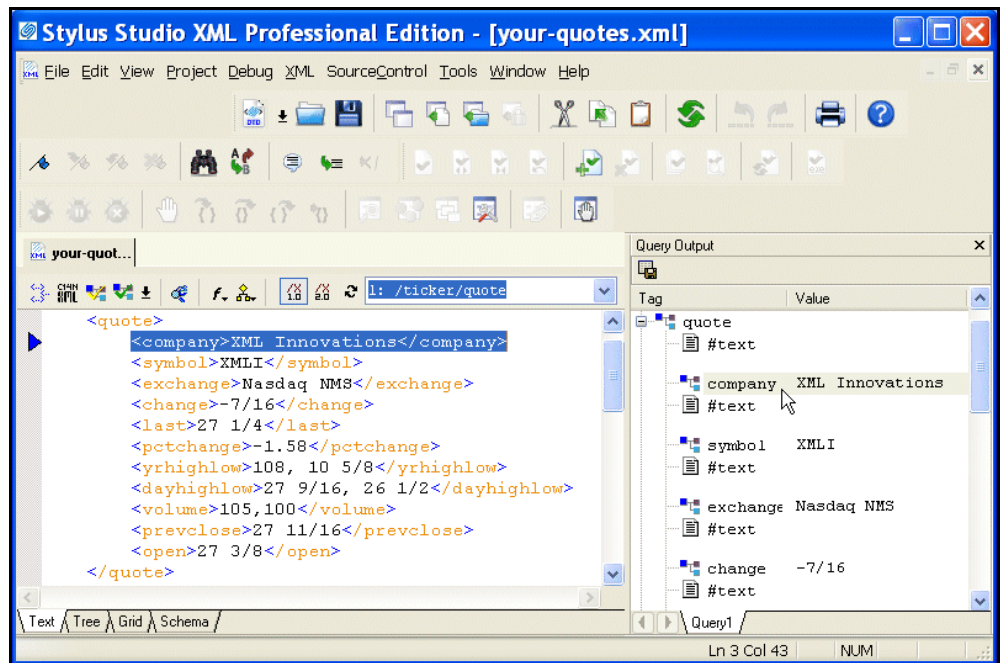 Stylus Studio XML Professional Edition - [your-quotes.xml]
File Edit View Project Debug XML SourceControl Tools Window Help
your-quot...
1: /ticker/quote
<quote>
<company>XML Innovations</company>
<symbol>XMLI</symbol>
<exchange>Nasdaq NMS</exchange>
<change>-7/16</change>
<last>27 1/4</last>
<pctchange>-1.58</pctchange>
<yrhighlow>108, 10 5/8</yrhighlow>
<dayhighlow>27 9/16, 26 1/2</dayhighlow>
<volume>105,100</volume>
<prevclose>27 11/16</prevclose>
<open>27 3/8</open>
</quote>
Text Tree Grid Schema
Query Output
Tag Value
quote
#text
company XML Innovations
#text
symbol XMLI
#text
exchange Nasdaq NMS
#text
change -7/16
#text
Query1
Ln 3 Col 43 NUM